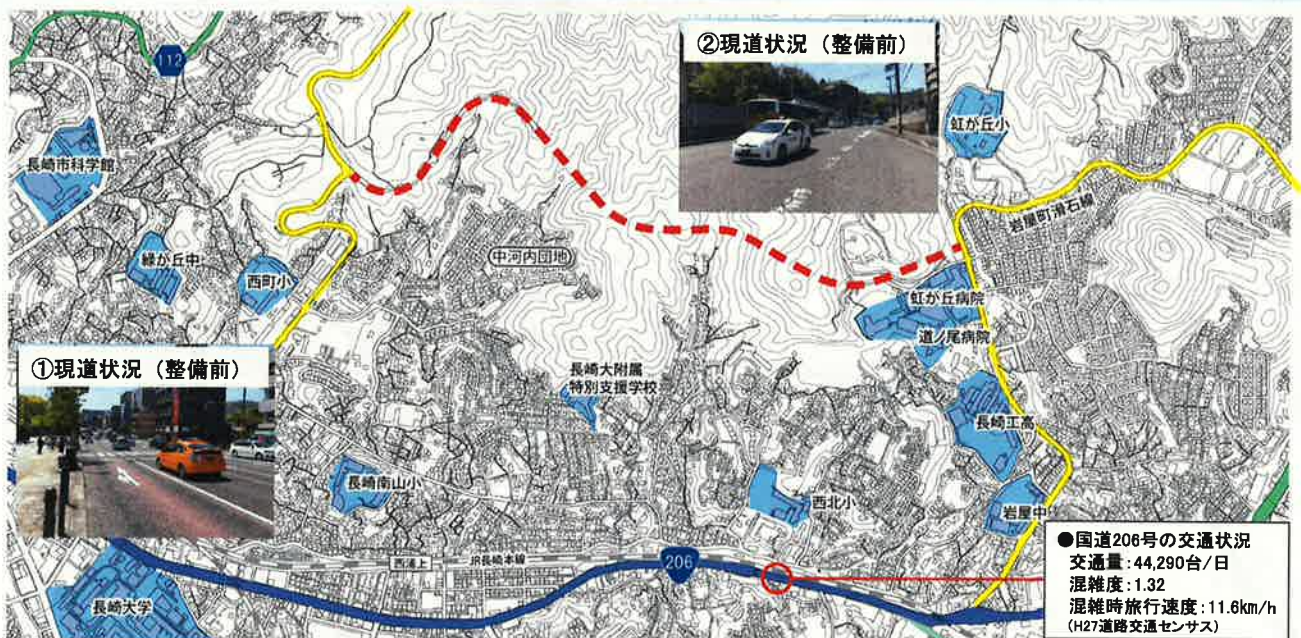 112
②現道状況（整備前）
虹が丘小
長崎市科学館
岩屋町滑石線
緑が丘中
西町小
中河内団地
虹が丘病院
道ノ尾病院
①現道状況（整備前）
長崎大附属
特別支援学校
長崎工高
長崎南山小
西北小
岩屋中
西浦上
JR長崎本線
206
長崎大学
●国道206号の交通状況
交通量：44,290台/日
混雑度：1.32
混雑時旅行速度：11.6km/h
（H27道路交通センサス）